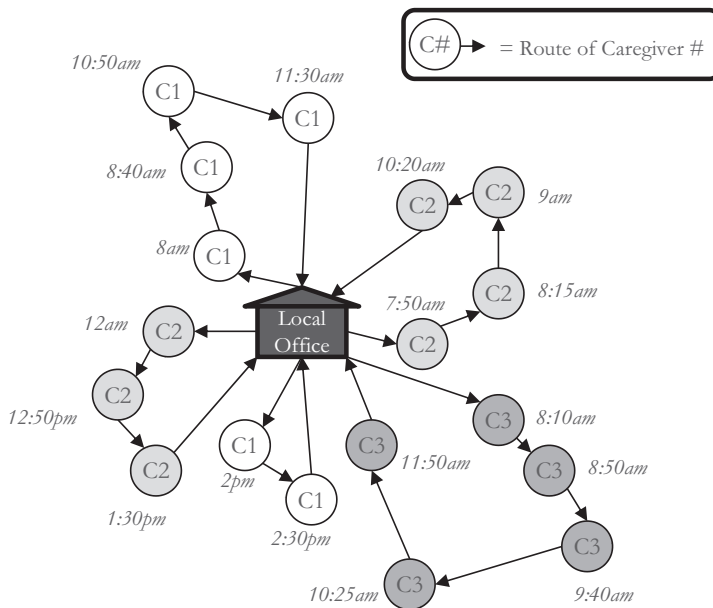 C# = Route of Caregiver #
10:50am
C1
11:30am
C1
8:40am
C1
8am
C1
10:20am
C2
C2
9am
7:50am
C2
C2
8:15am
Local
Office
12am
C2
C2
12:50pm
C2
1:30pm
C1
2pm
C1
2:30pm
C3
8:10am
C3
8:50am
C3
9:40am
C3
10:25am
C3
11:50am